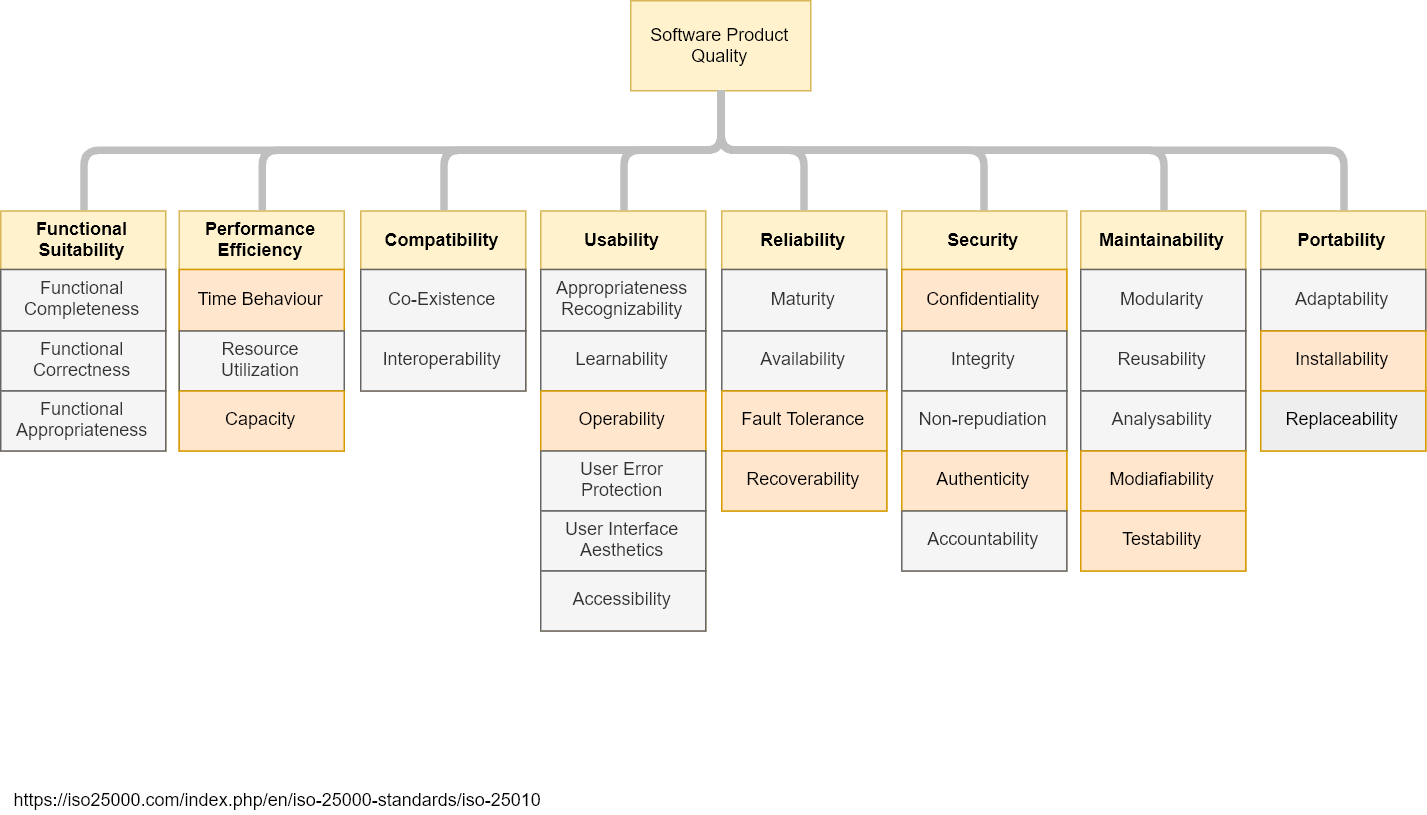 Software Product
Quality
Functional
Suitability
Functional
Completeness
Functional
Correctness
Functional
Appropriateness
Performance
Efficiency
Time Behaviour
Resource
Utilization
Capacity
Compatibility
Co-Existence
Interoperability
Usability
Appropriateness
Recognizability
Learnability
Operability
User Error
Protection
User Interface
Aesthetics
Accessibility
Reliability
Maturity
Availability
Fault Tolerance
Recoverability
Security
Confidentiality
Integrity
Non-repudiation
Authenticity
Accountability
Maintainability
Modularity
Reusability
Analysability
Modiafiability
Testability
Portability
Adaptability
Installability
Replaceability
https://iso25000.com/index.php/en/iso-25000-standards/iso-25010